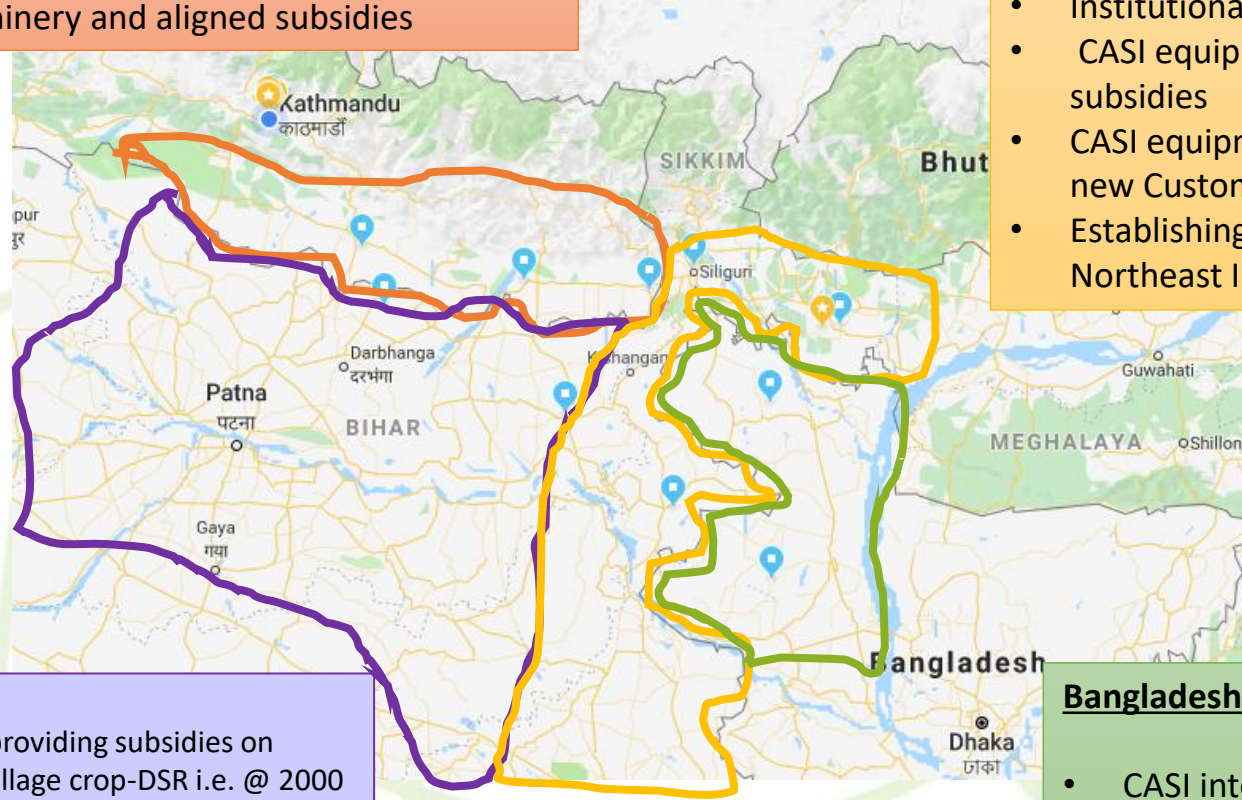 inery and aligned subsidies
Institutiona
• CASI equip
subsidies
• CASI equipr
new Custon
• Establishing
Northeast I
Kathmandu
काठमाडौँ
SIKKIM
Bhut
पुर
Siliguri
Darbhanga
दरभंगा
Patna
पटना
BIHAR
Guwahati
MEGHALAYA
Shillon
Gaya
गया
Bangladesh
Dhaka
ঢাকা
roviding subsidies on
llage crop-DSR i.e. @ 2000
Bangladesh
• CASI inte